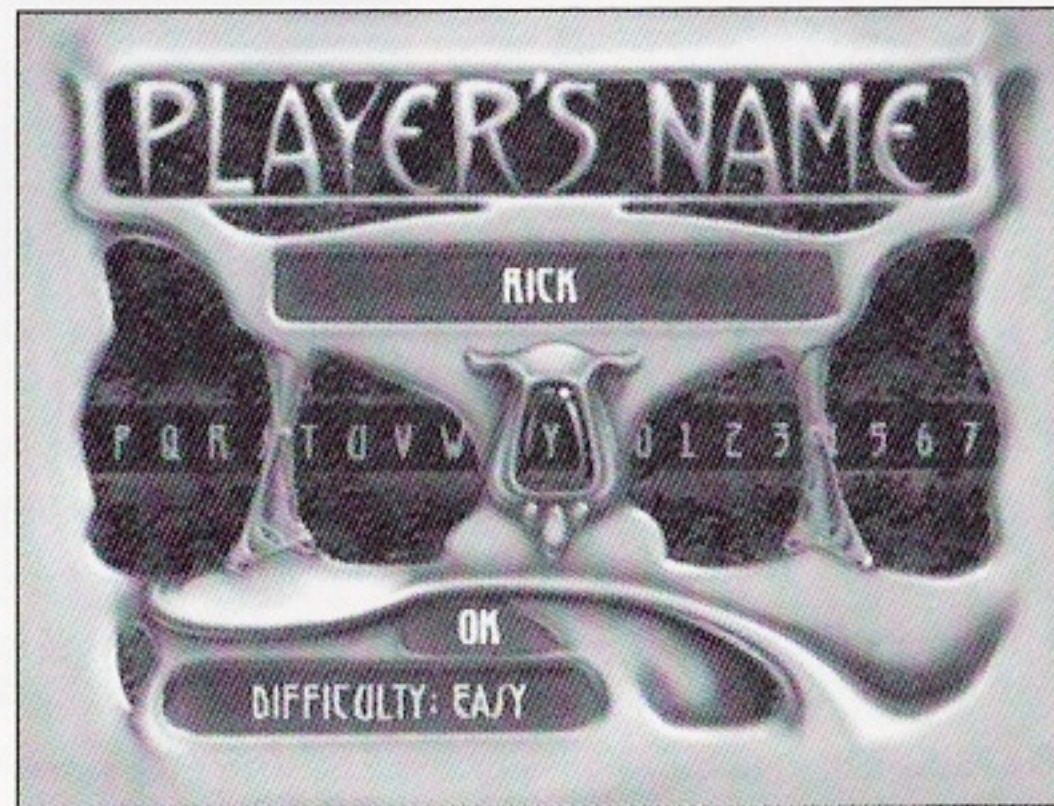 PLAYER'S NAME
RICK
P Q R T U V W Y 0 1 2 3 5 6 7
OK
DIFFICULTY: EASY